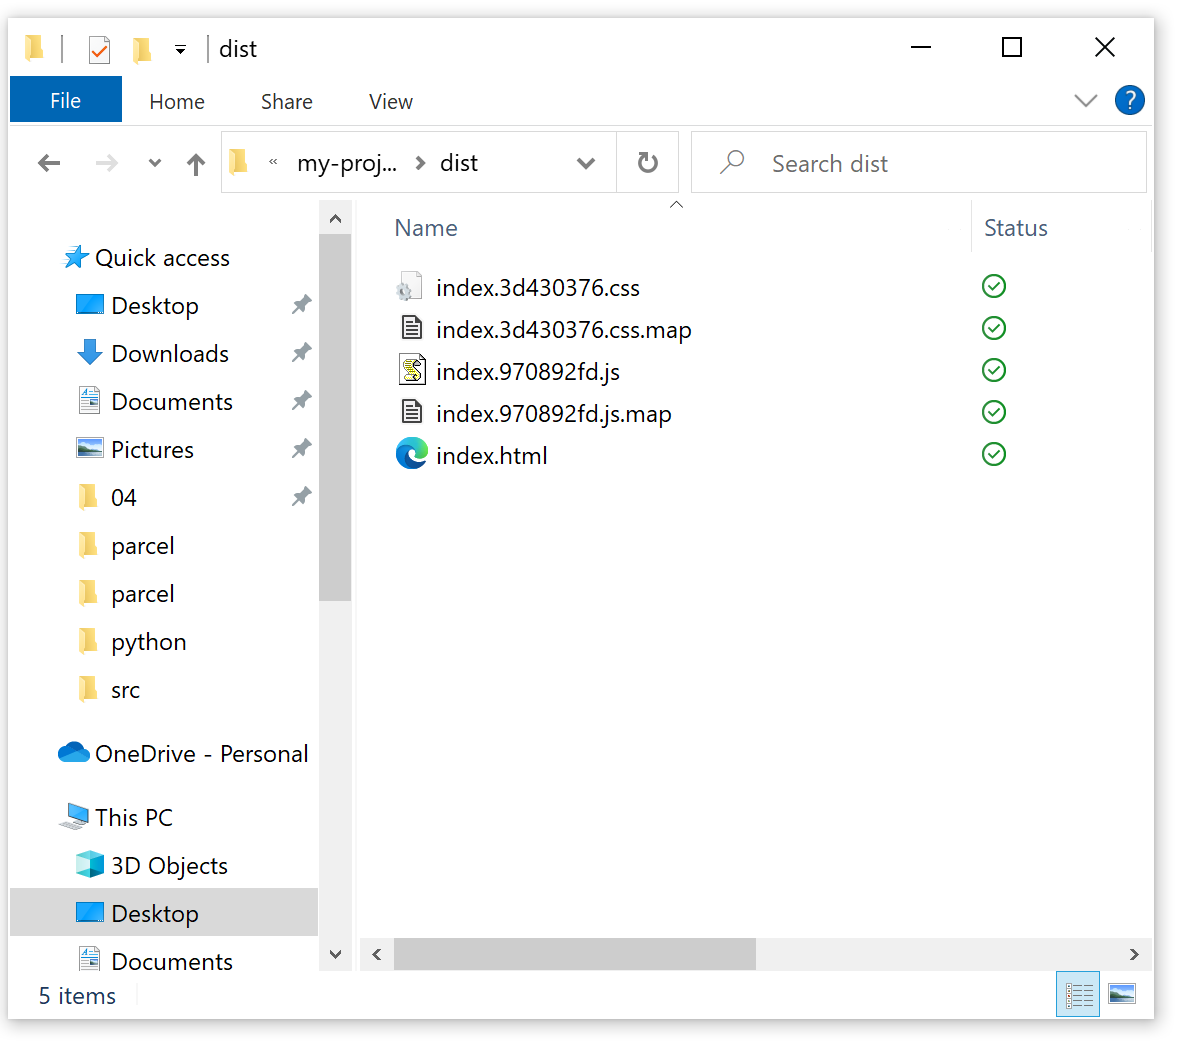 dist
File Home Share View ?
« my-proj... > dist
Search dist
Name Status
Quick access
Desktop
Downloads
Documents
Pictures
04
parcel
parcel
python
src
OneDrive - Personal
This PC
3D Objects
Desktop
Documents
index.3d430376.css
index.3d430376.css.map
index.970892fd.js
index.970892fd.js.map
index.html
5 items